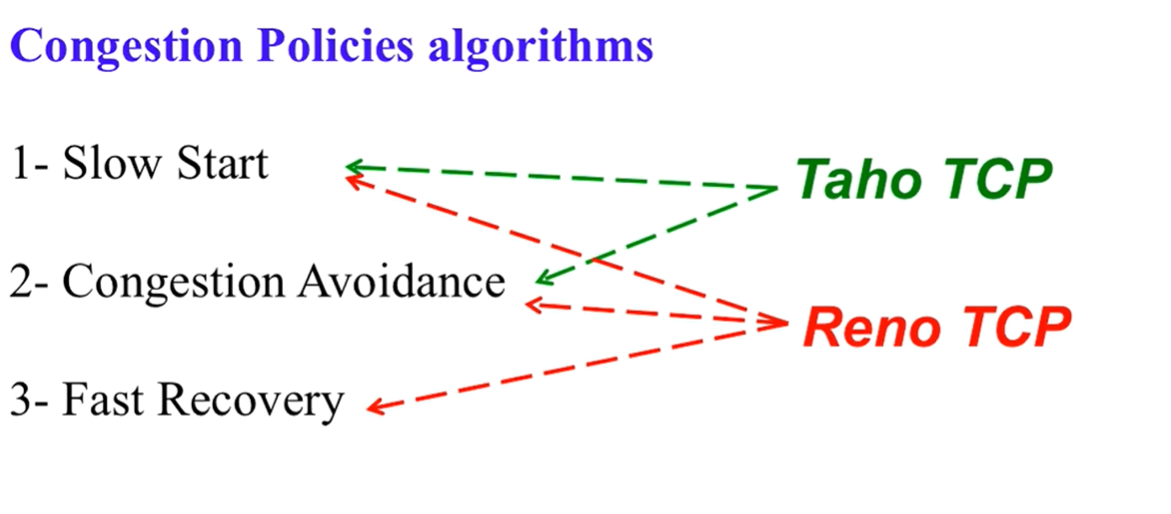 Congestion Policies algorithms
1- Slow Start
Taho TCP
2- Congestion Avoidance
Reno TCP
3- Fast Recovery